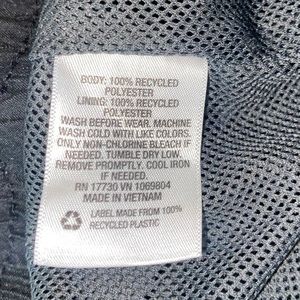 BODY: 100% RECYCLED
POLYESTER
LINING: 100% RECYCLED
POLYESTER
WASH BEFORE WEAR. MACHINE
WASH COLD WITH LIKE COLORS.
ONLY NON-CHLORINE BLEACH IF
NEEDED. TUMBLE DRY LOW.
REMOVE PROMPTLY. COOL IRON
IF NEEDED.
RN 17730 VN 1069804
MADE IN VIETNAM
LABEL MADE FROM 100%
RECYCLED PLASTIC